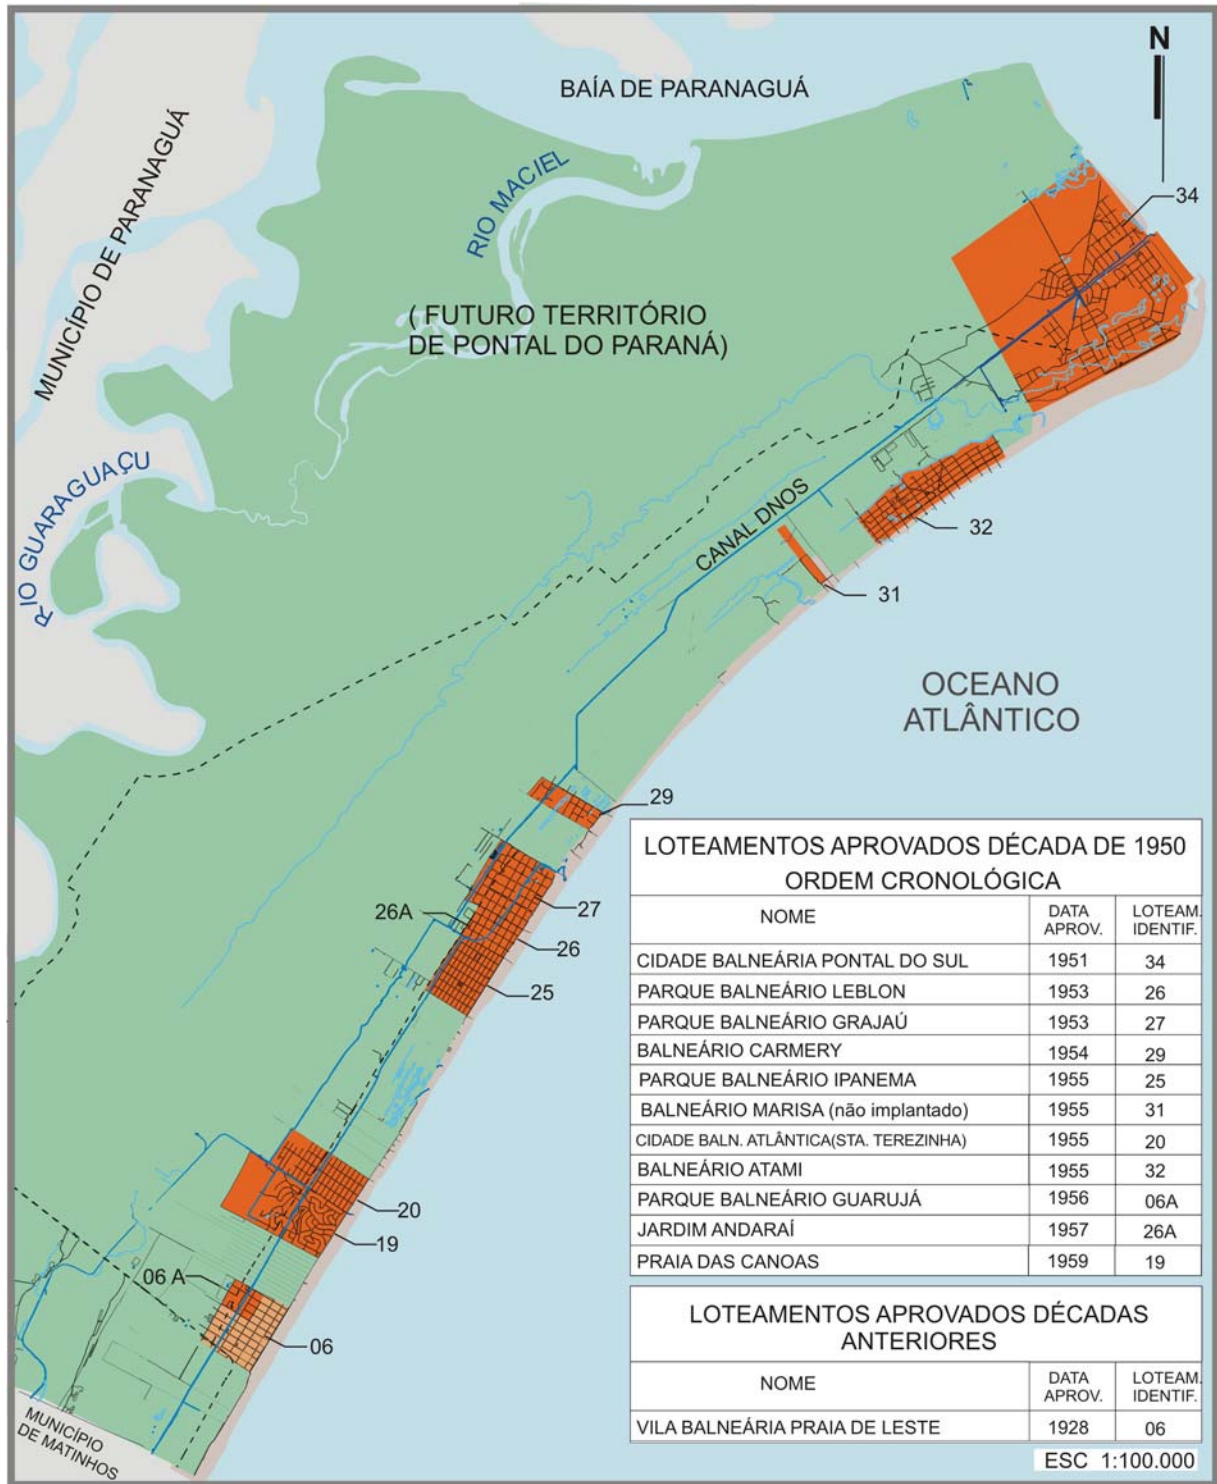 N
BAÍA DE PARANAGUÁ
MUNICÍPIO DE PARANAGUÁ
RIO MACIEL
34
( FUTURO TERRITÓRIO
DE PONTAL DO PARANÁ)
RIO GUARAGUAÇU
CANAL DNOS
32
31
OCEANO
ATLÂNTICO
29
27
26A
26
25
20
19
06 A
06
MUNICÍPIO
DE MATINHOS
LOTEAMENTOS APROVADOS DÉCADA DE 1950
ORDEM CRONOLÓGICA
NOME DATA APROV. LOTEAM. IDENTIF.
CIDADE BALNEÁRIA PONTAL DO SUL 1951 34
PARQUE BALNEÁRIO LEBLON 1953 26
PARQUE BALNEÁRIO GRAJAÚ 1953 27
BALNEÁRIO CARMERY 1954 29
PARQUE BALNEÁRIO IPANEMA 1955 25
BALNEÁRIO MARISA (não implantado) 1955 31
CIDADE BALN. ATLÂNTICA(STA. TEREZINHA) 1955 20
BALNEÁRIO ATAMI 1955 32
PARQUE BALNEÁRIO GUARUJÁ 1956 06A
JARDIM ANDARAÍ 1957 26A
PRAIA DAS CANOAS 1959 19
LOTEAMENTOS APROVADOS DÉCADAS
ANTERIORES
NOME DATA APROV. LOTEAM. IDENTIF.
VILA BALNEÁRIA PRAIA DE LESTE 1928 06
ESC 1:100.000